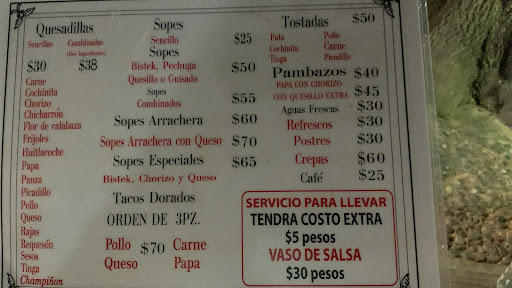 Quesadillas
Sencillas Combinadas
(Dos Ingredientes)
$30 $38
Carne
Cochinita
Chorizo
Chicharrón
Flor de calabaza
Frijoles
Huitlacoche
Papa
Panza
Picadillo
Pollo
Queso
Rajas
Requesón
Sesos
Tinga
Champiñon
Sopes
Sencillo $25
Sopes
Bistek, Pechuga $50
Quesillo o Guisado
Sopes
Combinados $55
Sopes Arrachera $60
Sopes Arrachera con Queso $70
Sopes Especiales $65
Bistek, Chorizo y Queso
Tacos Dorados
ORDEN DE 3PZ.
Pollo $70 Carne
Queso Papa
Tostadas $50
Pata Pollo
Cochinita Carne
Tinga Picadillo
Pambazos $40
PAPA CON CHORIZO
CON QUESILLO EXTRA $45
Aguas Frescas $30
Refrescos $30
Postres $30
Crepas $60
Café $25
SERVICIO PARA LLEVAR
TENDRA COSTO EXTRA
$5 pesos
VASO DE SALSA
$30 pesos